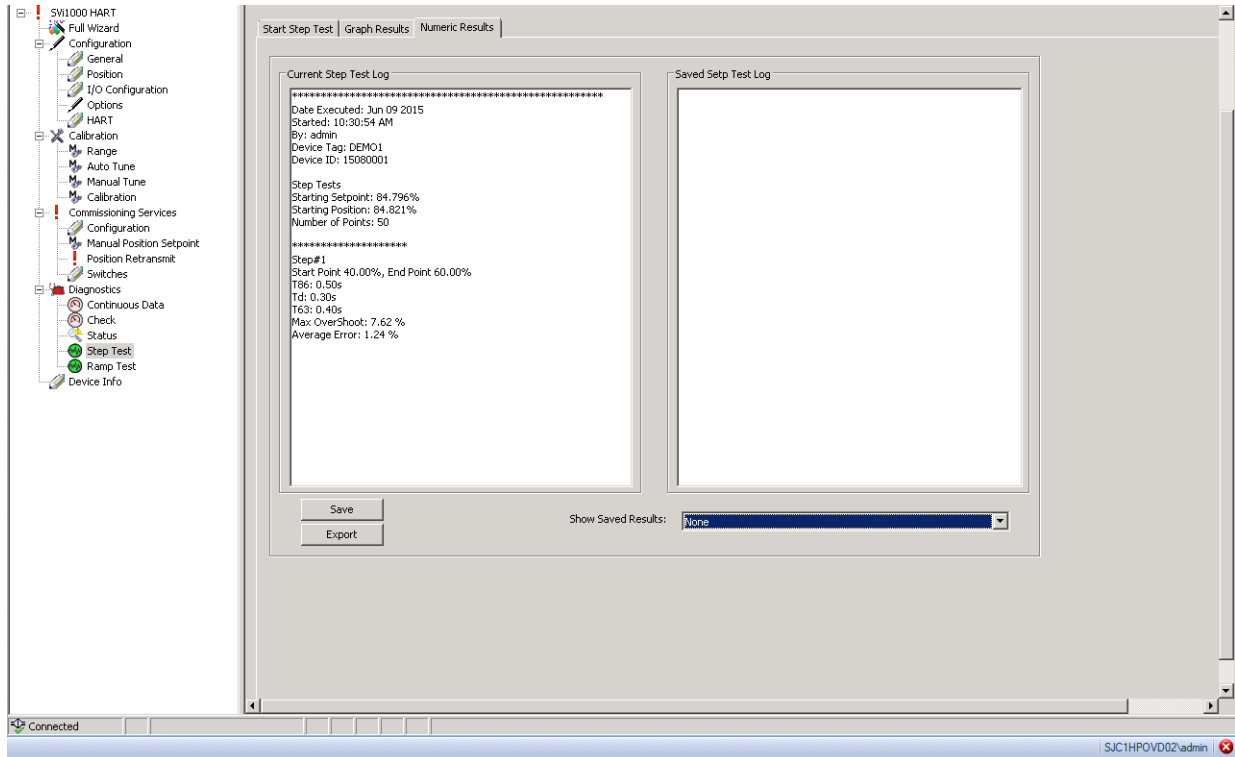 SVi1000 HART
Full Wizard
Configuration
General
Position
I/O Configuration
Options
HART
Calibration
Range
Auto Tune
Manual Tune
Calibration
Commissioning Services
Configuration
Manual Position Setpoint
Position Retransmit
Switches
Diagnostics
Continuous Data
Check
Status
Step Test
Ramp Test
Device Info
Start Step Test Graph Results Numeric Results
Current Step Test Log
*****************************************************
Date Executed: Jun 09 2015
Started: 10:30:54 AM
By: admin
Device Tag: DEMO1
Device ID: 15080001
Step Tests
Starting Setpoint: 84.796%
Starting Position: 84.821%
Number of Points: 50
********************
Step#1
Start Point 40.00%, End Point 60.00%
T86: 0.50s
Td: 0.30s
T63: 0.40s
Max OverShoot: 7.62 %
Average Error: 1.24 %
Saved Setp Test Log
Save
Export
Show Saved Results: None
Connected
SJC1HPOVD02\admin